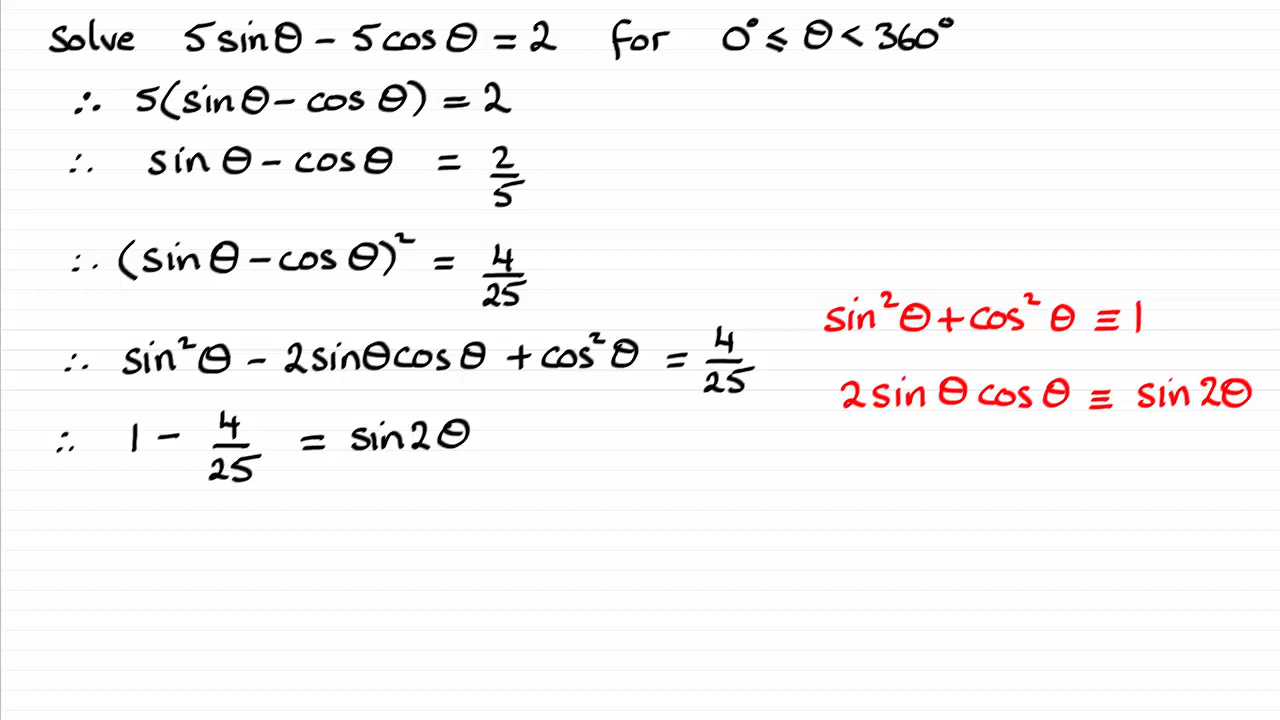 Solve 5sinθ − 5cosθ = 2 for 0° ⩽ θ < 360°
∴ 5(sinθ − cosθ) = 2
∴ sinθ − cosθ = 2/5
∴ (sinθ − cosθ)² = 4/25
sin²θ + cos²θ ≡ 1
∴ sin²θ − 2sinθcosθ + cos²θ = 4/25
2sinθcosθ ≡ sin2θ
∴ 1 − 4/25 = sin2θ